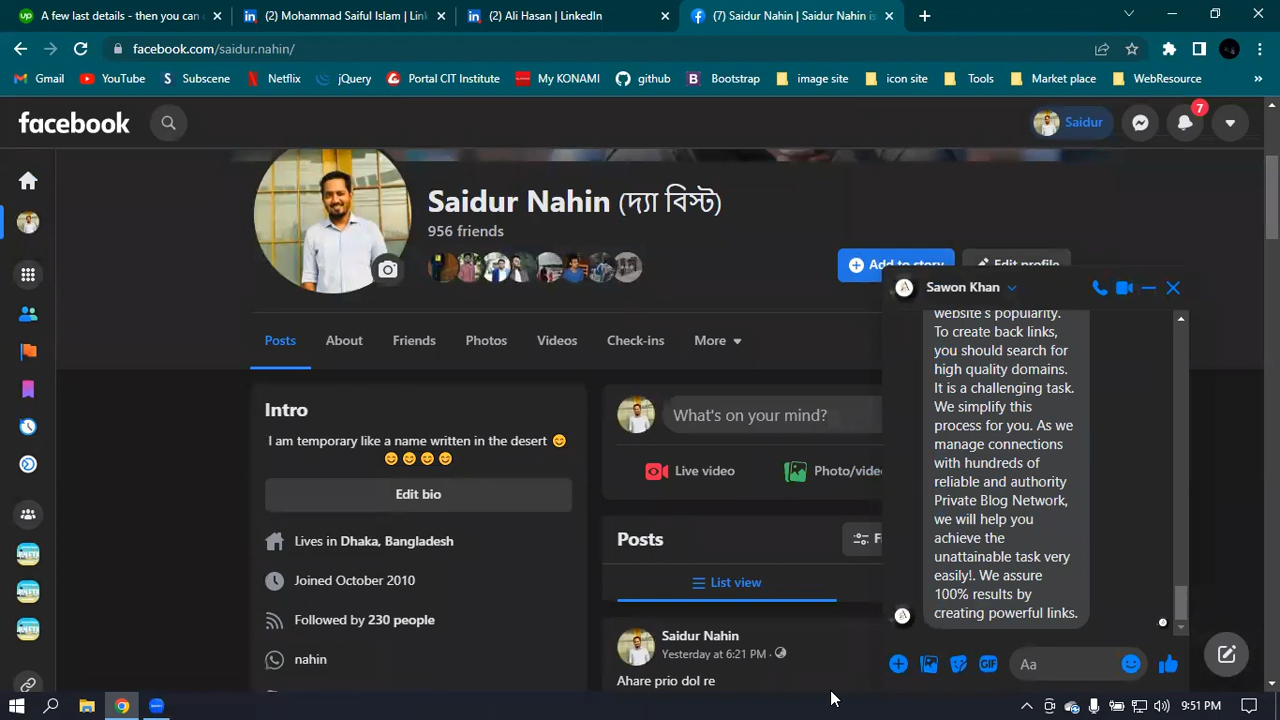 A few last details - then you can
(2) Mohammad Saiful Islam | Link
(2) Ali Hasan | LinkedIn
(7) Saidur Nahin | Saidur Nahin is
facebook.com/saidur.nahin/
Gmail
YouTube
Subscene
Netflix
jQuery
Portal CIT Institute
My KONAMI
github
Bootstrap
image site
icon site
Tools
Market place
WebResource
facebook
Saidur
7
Saidur Nahin (দ্যা বিস্ট)
956 friends
Add to story
Edit profile
Posts
About
Friends
Photos
Videos
Check-ins
More
Intro
I am temporary like a name written in the desert
Edit bio
Lives in Dhaka, Bangladesh
Joined October 2010
Followed by 230 people
nahin
What's on your mind?
Live video
Photo/video
Posts
List view
Saidur Nahin
Yesterday at 6:21 PM
Ahare prio dol re
Sawon Khan
website's popularity.
To create back links,
you should search for
high quality domains.
It is a challenging task.
We simplify this
process for you. As we
manage connections
with hundreds of
reliable and authority
Private Blog Network,
we will help you
achieve the
unattainable task very
easily!. We assure
100% results by
creating powerful links.
GIF
Aa
9:51 PM